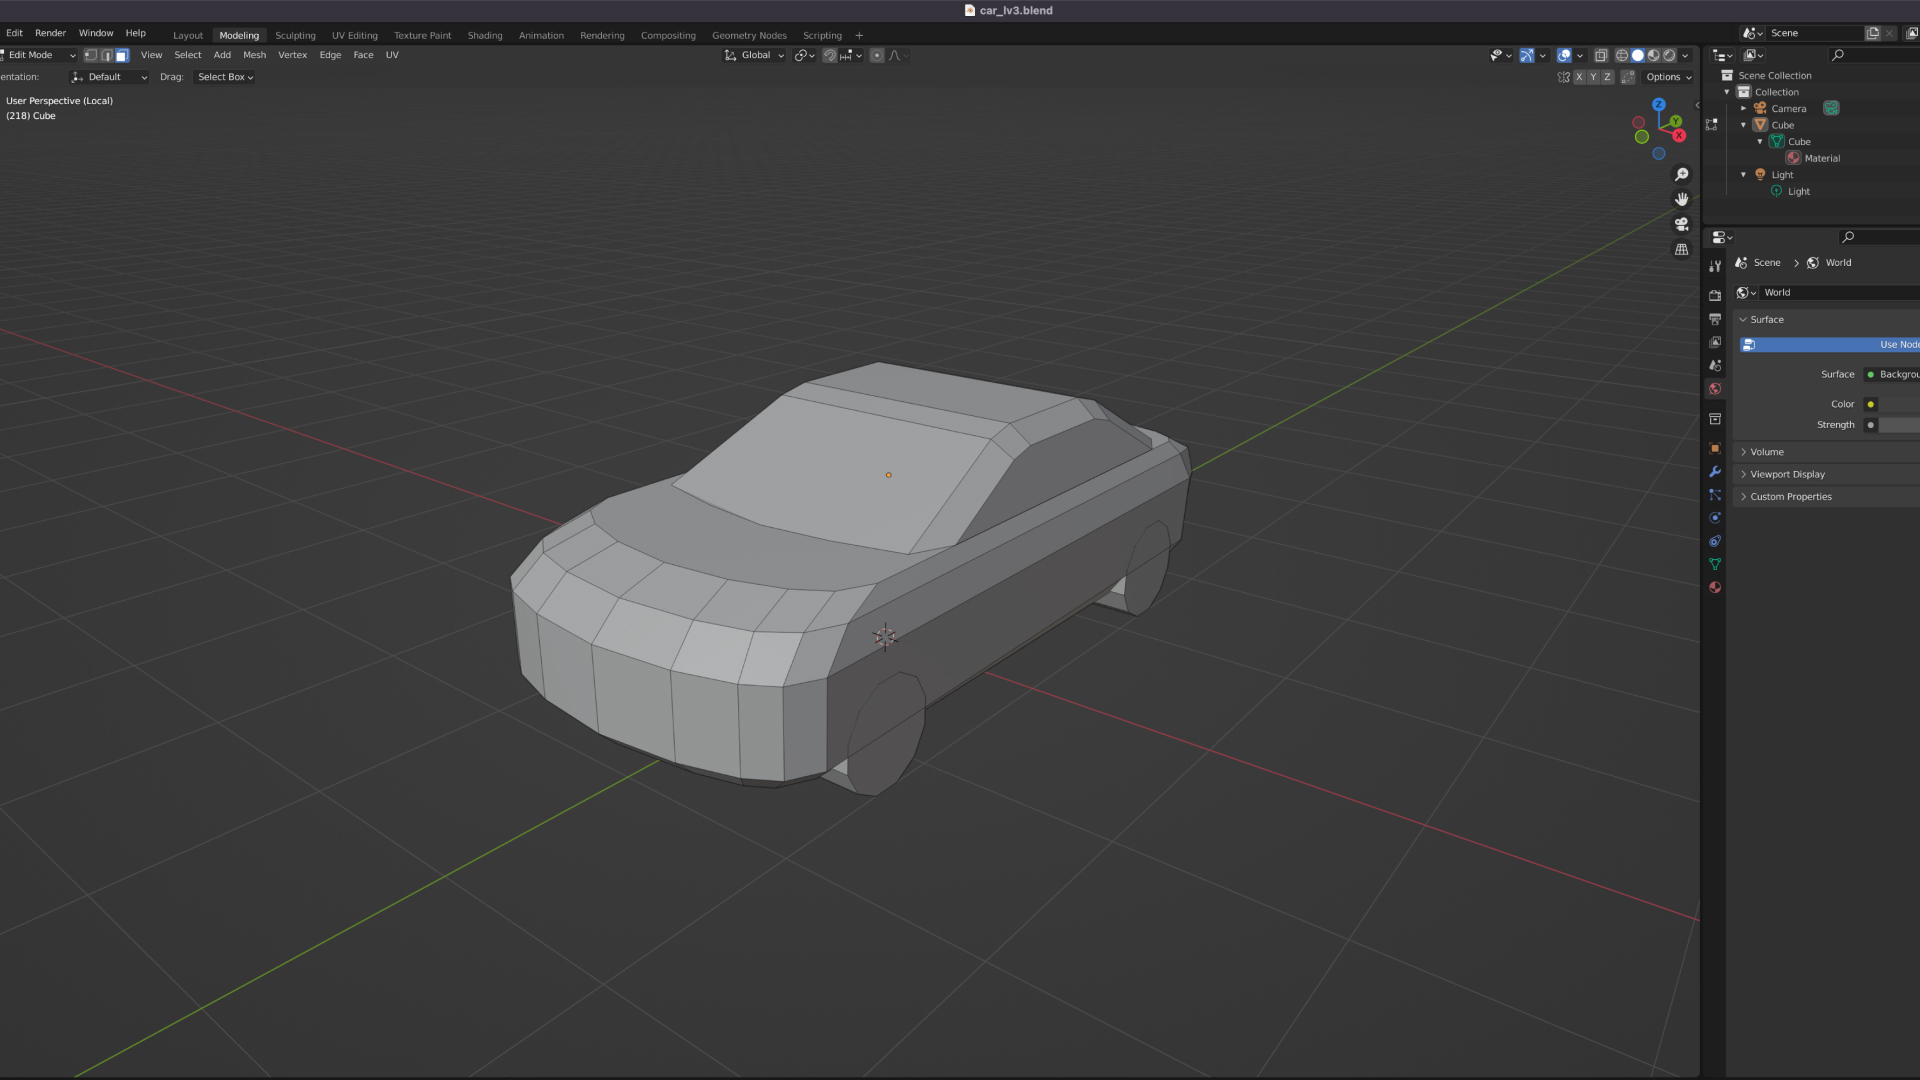 car_lv3.blend
Edit Render Window Help Layout Modeling Sculpting UV Editing Texture Paint Shading Animation Rendering Compositing Geometry Nodes Scripting + Scene
Edit Mode View Select Add Mesh Vertex Edge Face UV Global
entation: Default Drag: Select Box X Y Z Options
User Perspective (Local)
(218) Cube
Z
Y
X
Scene Collection
Collection
Camera
Cube
Cube
Material
Light
Light
Scene > World
World
Surface
Use Node
Surface Backgrou
Color
Strength
Volume
Viewport Display
Custom Properties